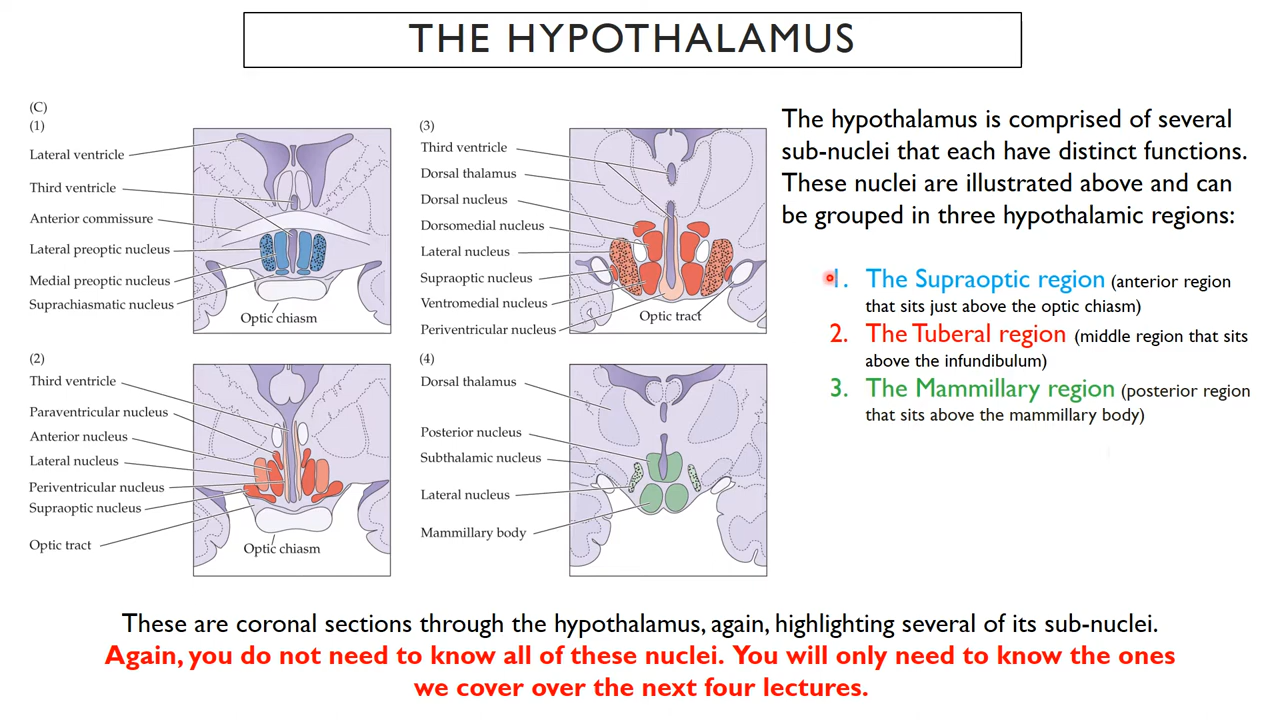 THE HYPOTHALAMUS
(C)
(1)
Lateral ventricle
Third ventricle
Anterior commissure
Lateral preoptic nucleus
Medial preoptic nucleus
Suprachiasmatic nucleus
Optic chiasm
(2)
Third ventricle
Paraventricular nucleus
Anterior nucleus
Lateral nucleus
Periventricular nucleus
Supraoptic nucleus
Optic tract
Optic chiasm
(3)
Third ventricle
Dorsal thalamus
Dorsal nucleus
Dorsomedial nucleus
Lateral nucleus
Supraoptic nucleus
Ventromedial nucleus
Periventricular nucleus
Optic tract
(4)
Dorsal thalamus
Posterior nucleus
Subthalamic nucleus
Lateral nucleus
Mammillary body
The hypothalamus is comprised of several
sub-nuclei that each have distinct functions.
These nuclei are illustrated above and can
be grouped in three hypothalamic regions:
1. The Supraoptic region (anterior region
that sits just above the optic chiasm)
2. The Tuberal region (middle region that sits
above the infundibulum)
3. The Mammillary region (posterior region
that sits above the mammillary body)
These are coronal sections through the hypothalamus, again, highlighting several of its sub-nuclei.
Again, you do not need to know all of these nuclei. You will only need to know the ones
we cover over the next four lectures.